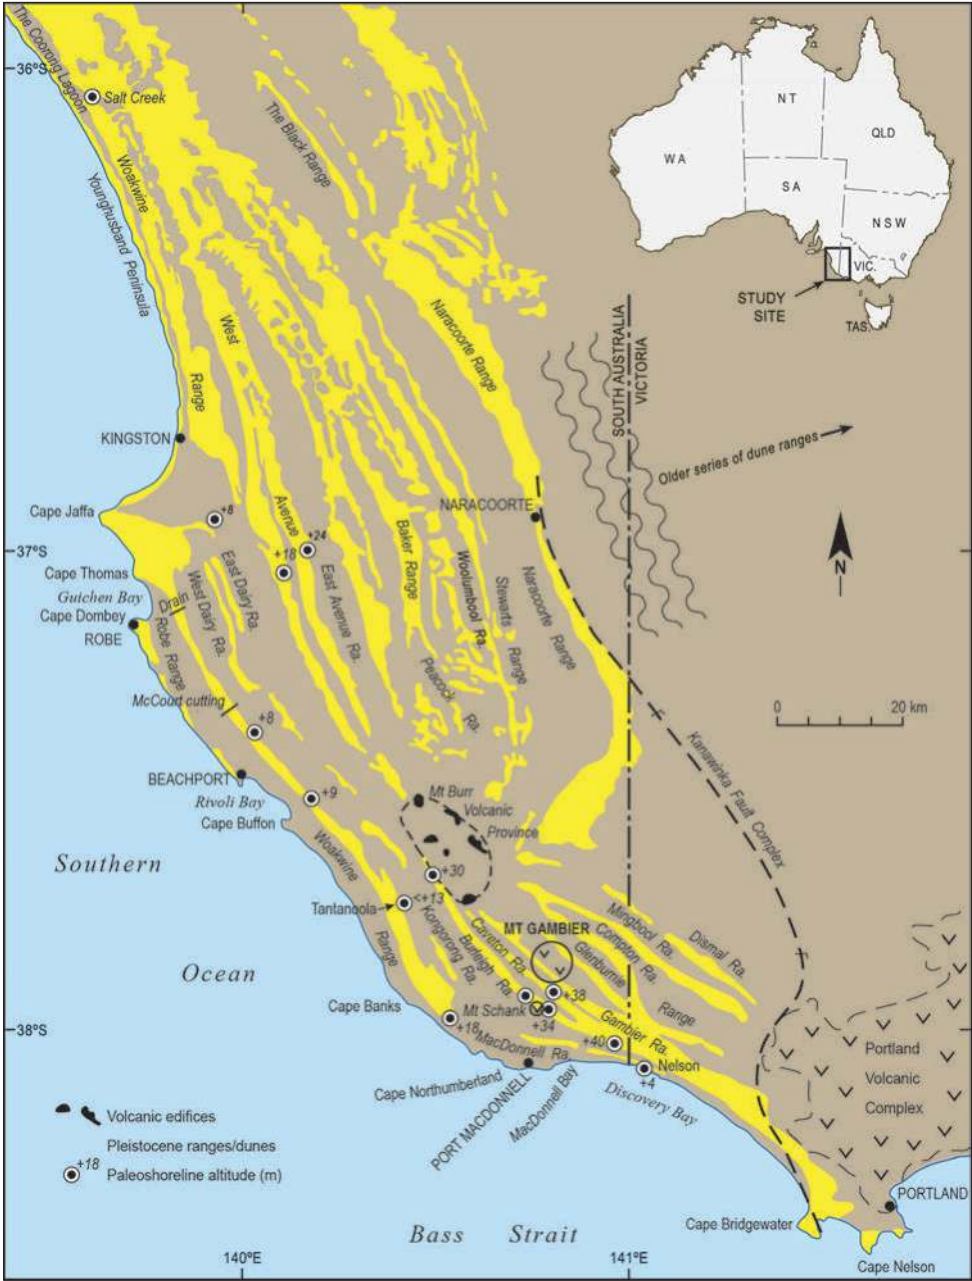 36°S
The Coorong Lagoon
Salt Creek
The Black Range
Woakwine
Younghusband Peninsula
West
Naracoorte Range
Range
KINGSTON
WA
NT
SA
QLD
NSW
VIC.
TAS.
STUDY
SITE
SOUTH AUSTRALIA
VICTORIA
Older series of dune ranges
N
0 20 km
Cape Jaffa
+8
Avenue
+24
+18
NARACOORTE
37°S
Cape Thomas
Gutchen Bay
Cape Dombey
ROBE
Drain
Robe Range
West Dairy Ra.
East Dairy Ra.
East Avenue Ra.
Baker Range
Woolumbool Ra.
Stewarts Range
Peacock Ra.
Naracoorte Range
Kanawinka Fault Complex
McCourt cutting
+8
BEACHPORT
Rivoli Bay
Cape Buffon
+9
Mt Burr
Volcanic
Province
+30
Southern
Ocean
Woakwine
Range
Tantanoola
<+13
Kongorong Ra.
Burleigh Ra.
Caveton Ra.
MT GAMBIER
Glenburnie
Compton Ra.
Mingbool Ra.
Dismal Ra.
Range
Gambier Ra.
Cape Banks
+18
Mt Schank
+38
+34
+40
38°S
MacDonnell Ra.
Nelson
+4
Cape Northumberland
PORT MACDONNELL
MacDonnell Bay
Discovery Bay
Portland
Volcanic
Complex
PORTLAND
Cape Bridgewater
Cape Nelson
Bass Strait
Volcanic edifices
Pleistocene ranges/dunes
+18
Paleoshoreline altitude (m)
140°E
141°E